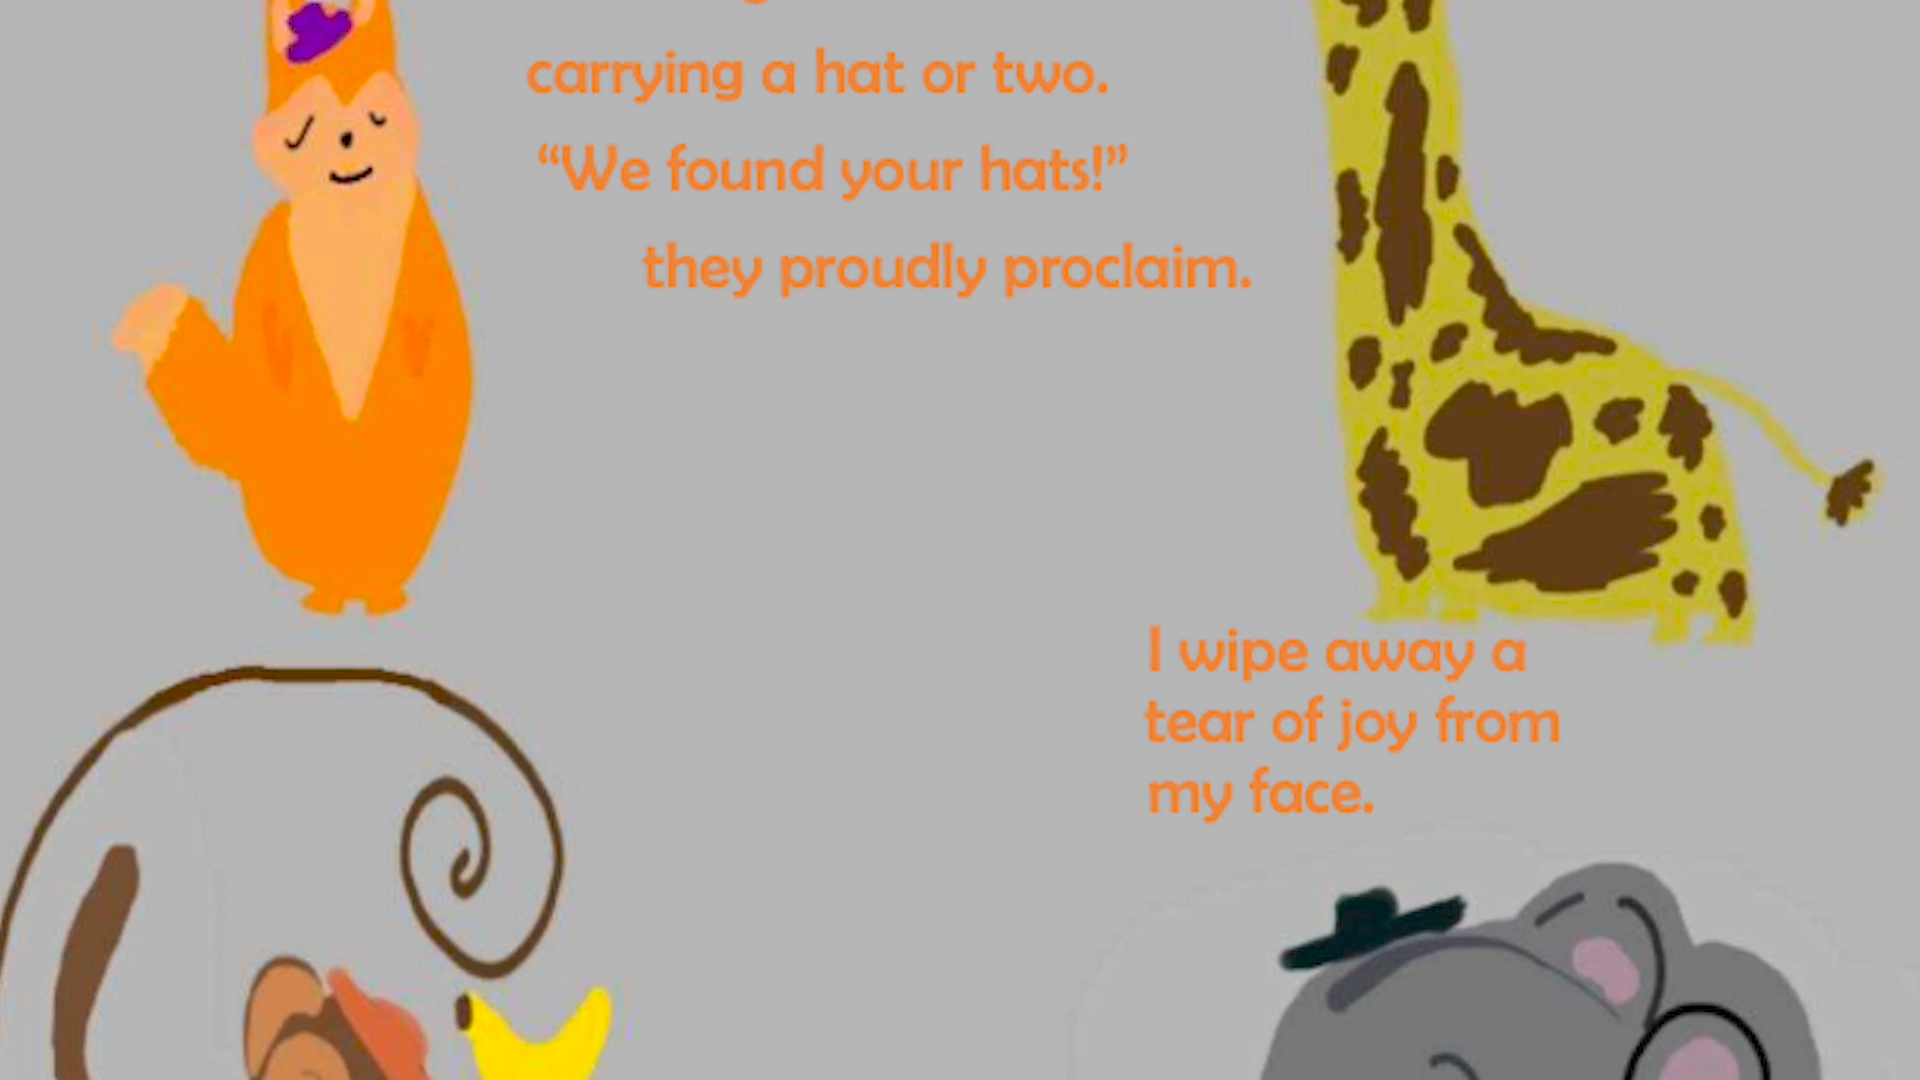 carrying a hat or two.
“We found your hats!”
they proudly proclaim.
I wipe away a
tear of joy from
my face.